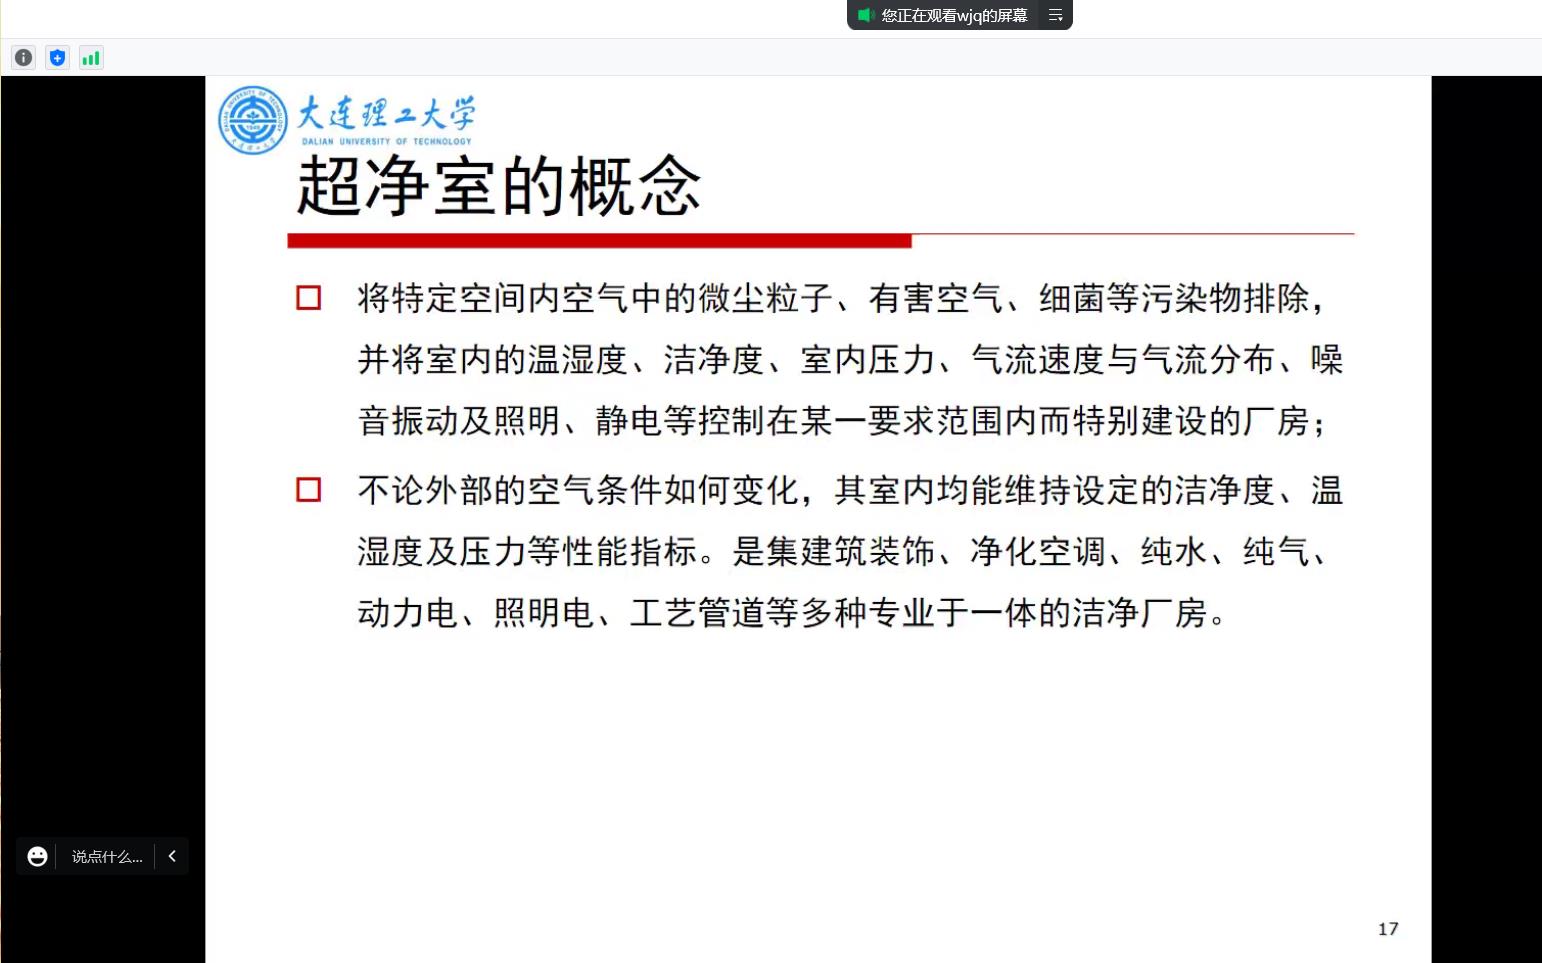 您正在观看wjq的屏幕
大连理工大学
DALIAN UNIVERSITY OF TECHNOLOGY
超净室的概念
将特定空间内空气中的微尘粒子、有害空气、细菌等污染物排除，
并将室内的温湿度、洁净度、室内压力、气流速度与气流分布、噪
音振动及照明、静电等控制在某一要求范围内而特别建设的厂房；
不论外部的空气条件如何变化，其室内均能维持设定的洁净度、温
湿度及压力等性能指标。是集建筑装饰、净化空调、纯水、纯气、
动力电、照明电、工艺管道等多种专业于一体的洁净厂房。
说点什么...
17